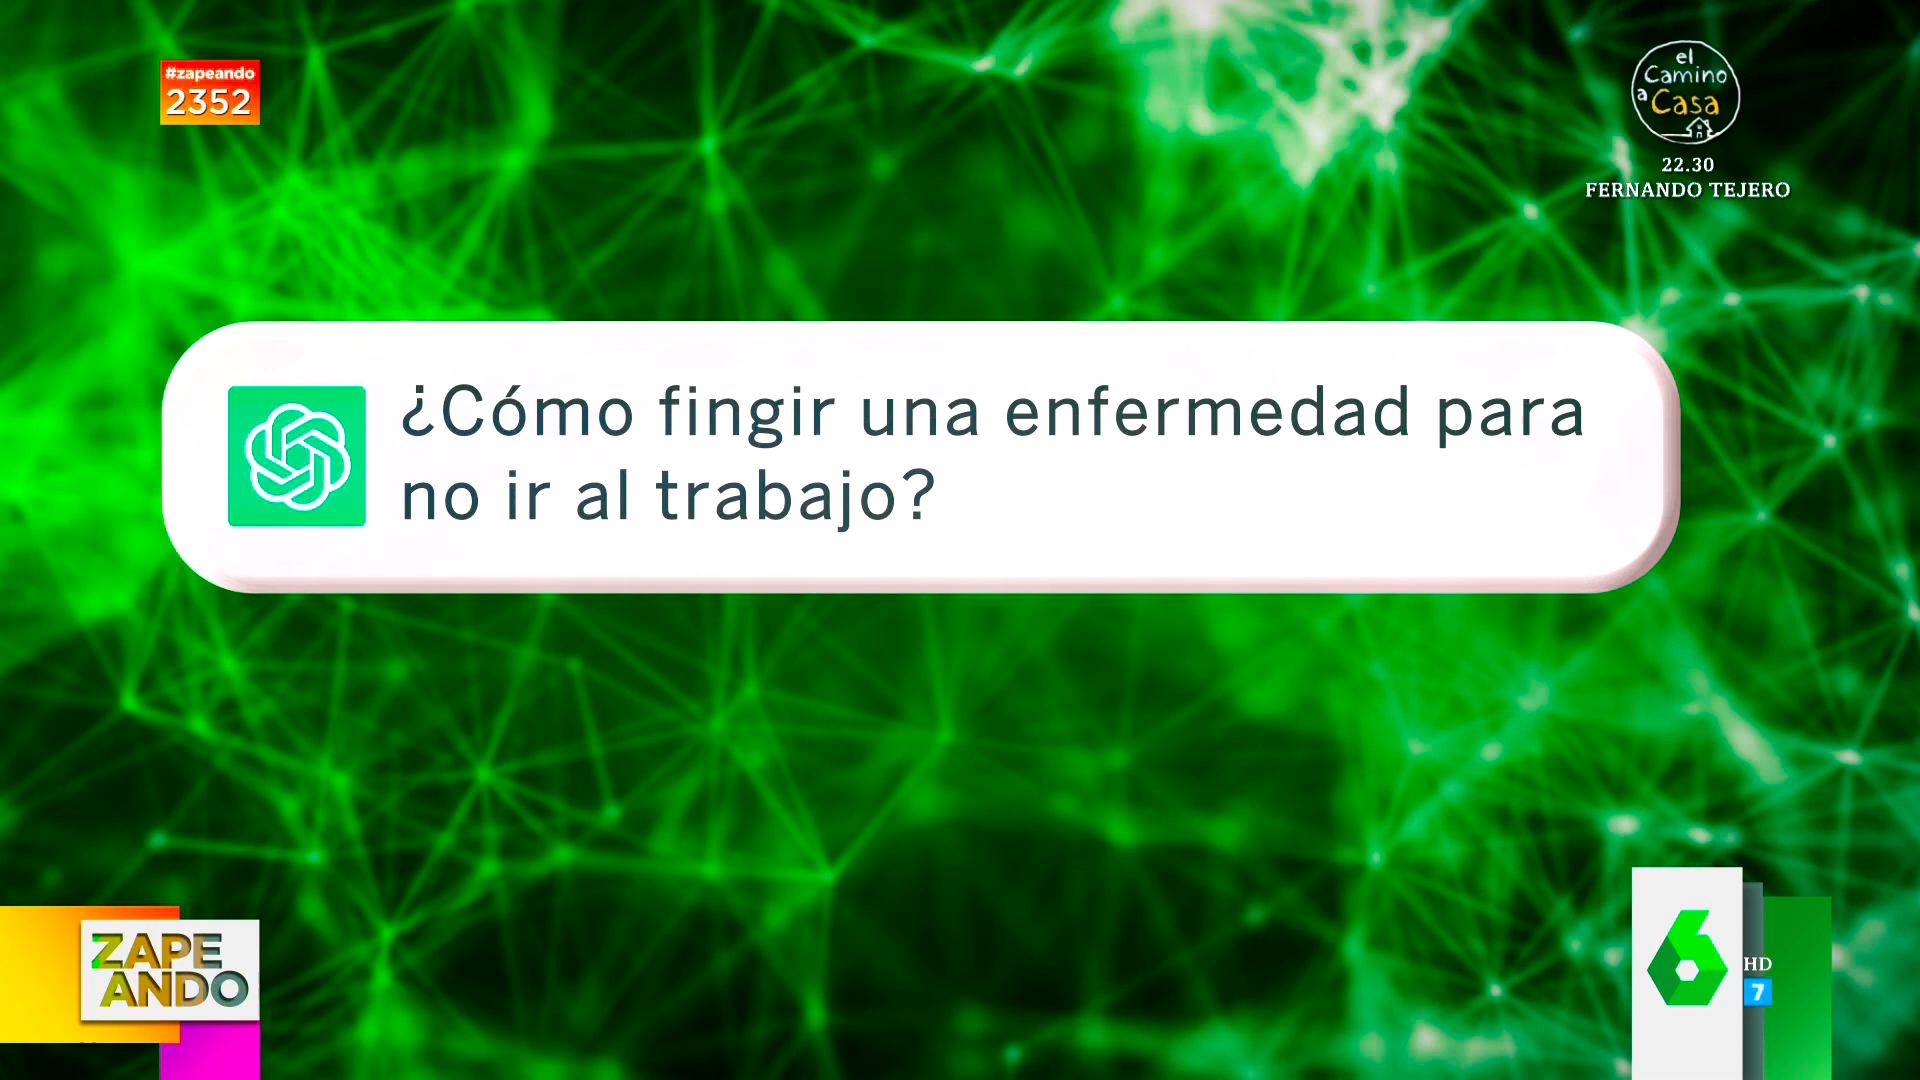 #zapeando
2352
el
Camino
a Casa
22.30
FERNANDO TEJERO
¿Cómo fingir una enfermedad para
no ir al trabajo?
ZAPE
ANDO
6
HD
7